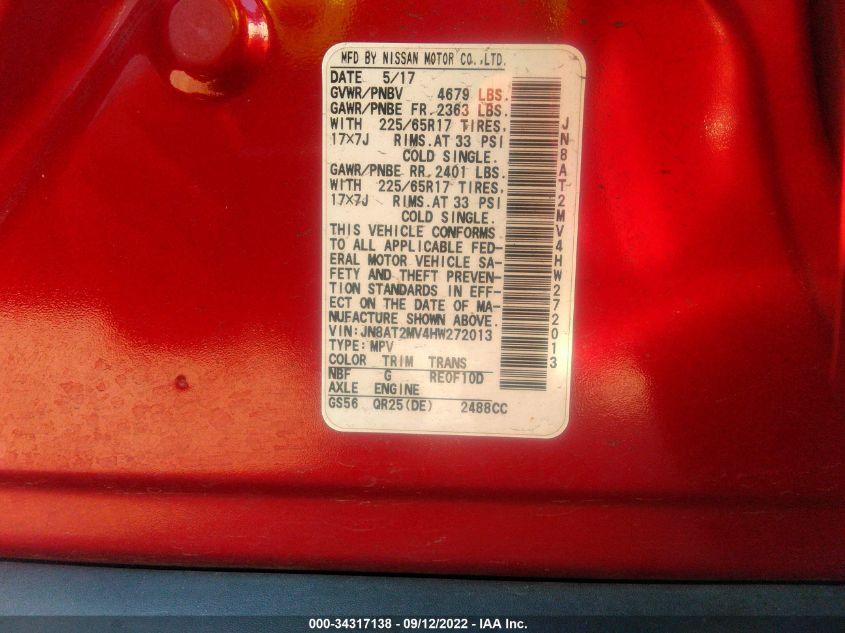 MFD BY NISSAN MOTOR CO.,LTD.
DATE 5/17
GVWR/PNBV 4679 LBS.
GAWR/PNBE FR. 2363 LBS.
WITH 225/65R17 TIRES,
17×7J RIMS.AT 33 PSI
COLD SINGLE.
GAWR/PNBE RR. 2401 LBS.
WITH 225/65R17 TIRES,
17×7J RIMS.AT 33 PSI
COLD SINGLE.
THIS VEHICLE CONFORMS
TO ALL APPLICABLE FED-
ERAL MOTOR VEHICLE SA-
FETY AND THEFT PREVEN-
TION STANDARDS IN EFF-
ECT ON THE DATE OF MA-
NUFACTURE SHOWN ABOVE.
VIN:JN8AT2MV4HW272013
TYPE:MPV
COLOR TRIM TRANS
NBF G RE0F10D
AXLE ENGINE
GS56 QR25(DE) 2488CC
JN8AT2MV4HW272013
000-34317138 - 09/12/2022 - IAA Inc.